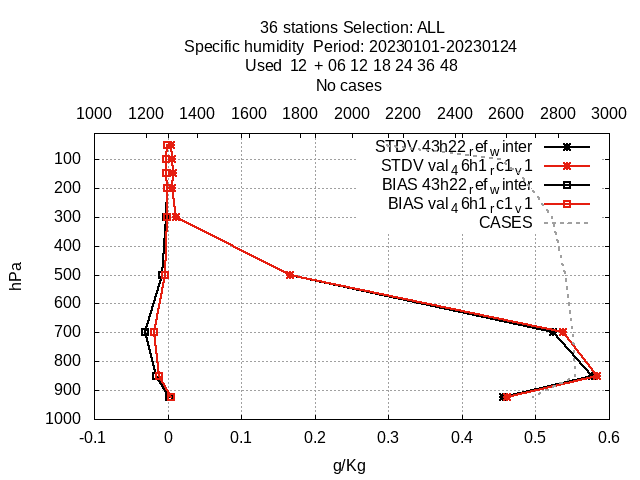 36 stations Selection: ALL
Specific humidity  Period: 20230101-20230124
Used  12  + 06 12 18 24 36 48
No cases
1000 1200 1400 1600 1800 2000 2200 2400 2600 2800 3000
STDV 43h22_ref_winter
STDV val_46h1_rc1_v1
BIAS 43h22_ref_winter
BIAS val_46h1_rc1_v1
CASES
100
200
300
400
500
600
700
800
900
1000
hPa
-0.1 0 0.1 0.2 0.3 0.4 0.5 0.6
g/Kg